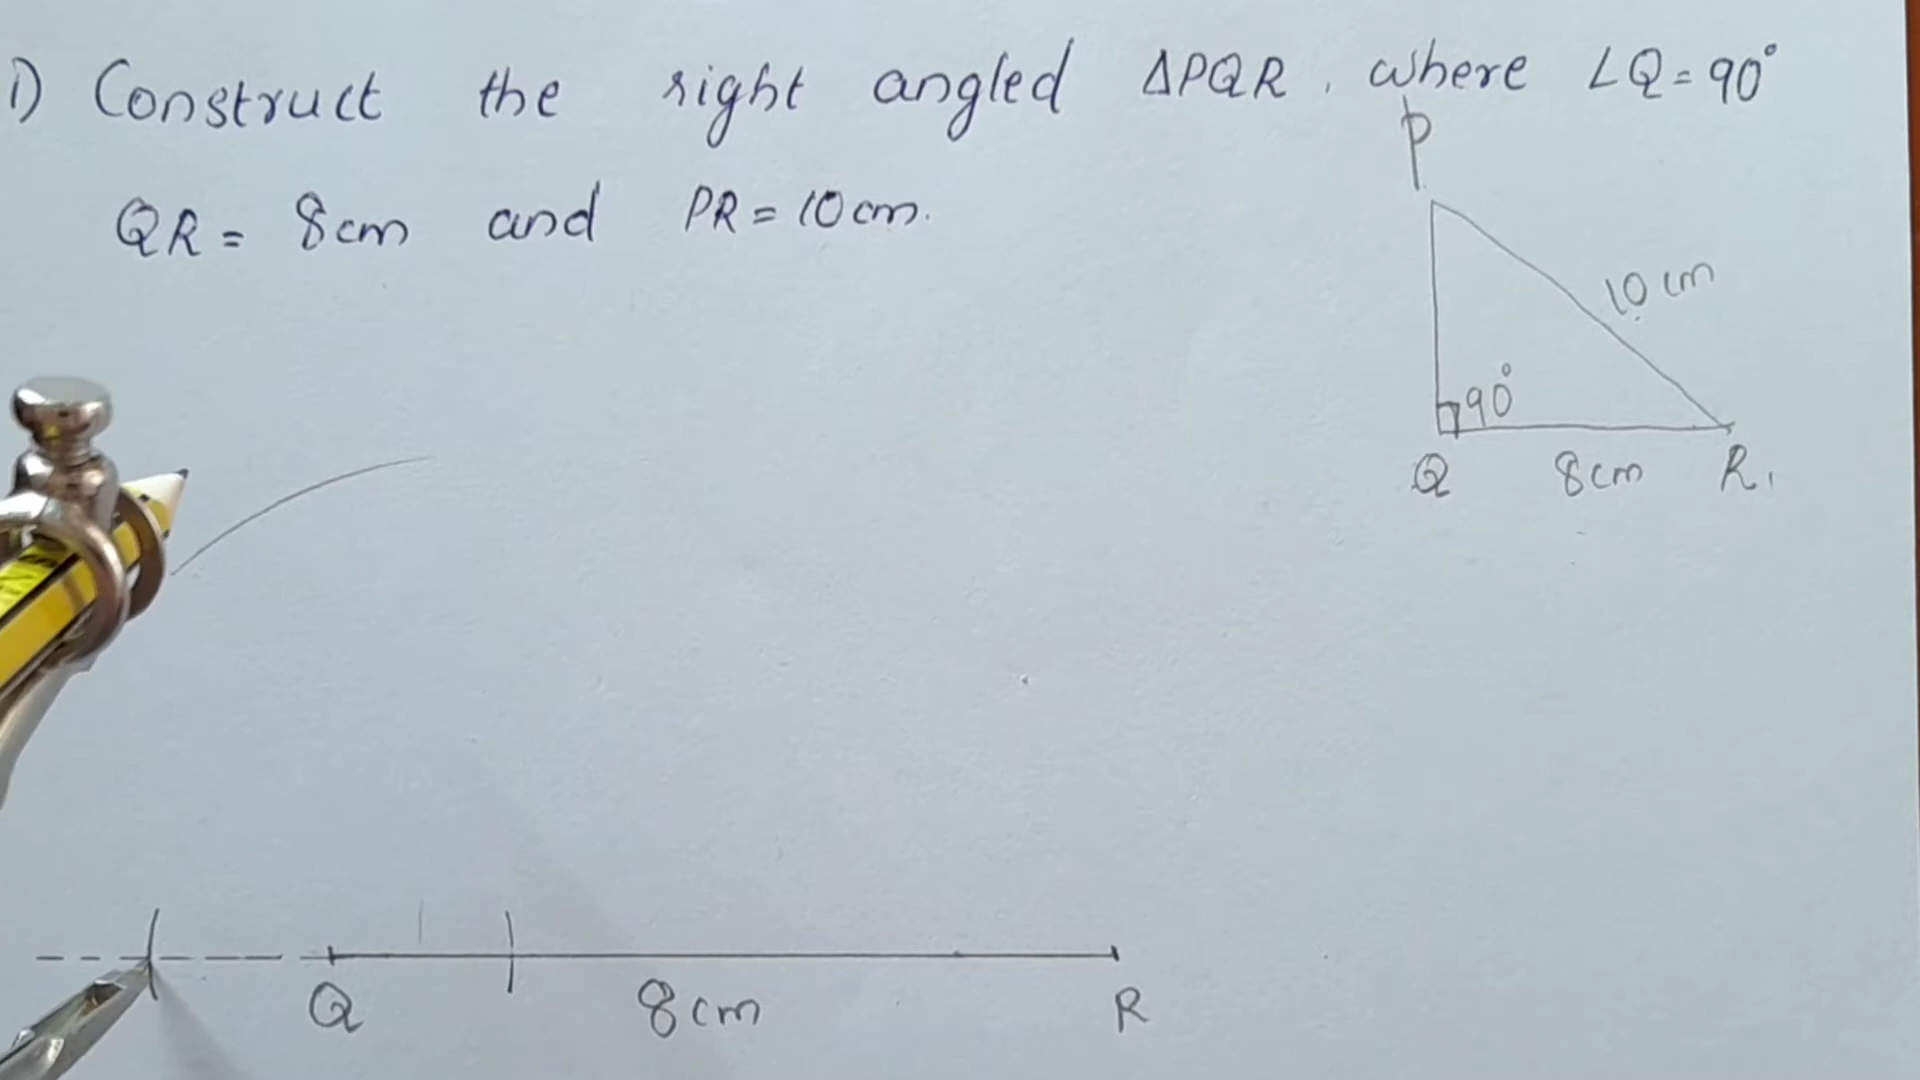 1) Construct the right angled ΔPQR, where ∠Q=90°
QR = 8cm and PR = 10cm.
P
10 cm
90°
Q 8cm R
Q 8cm R